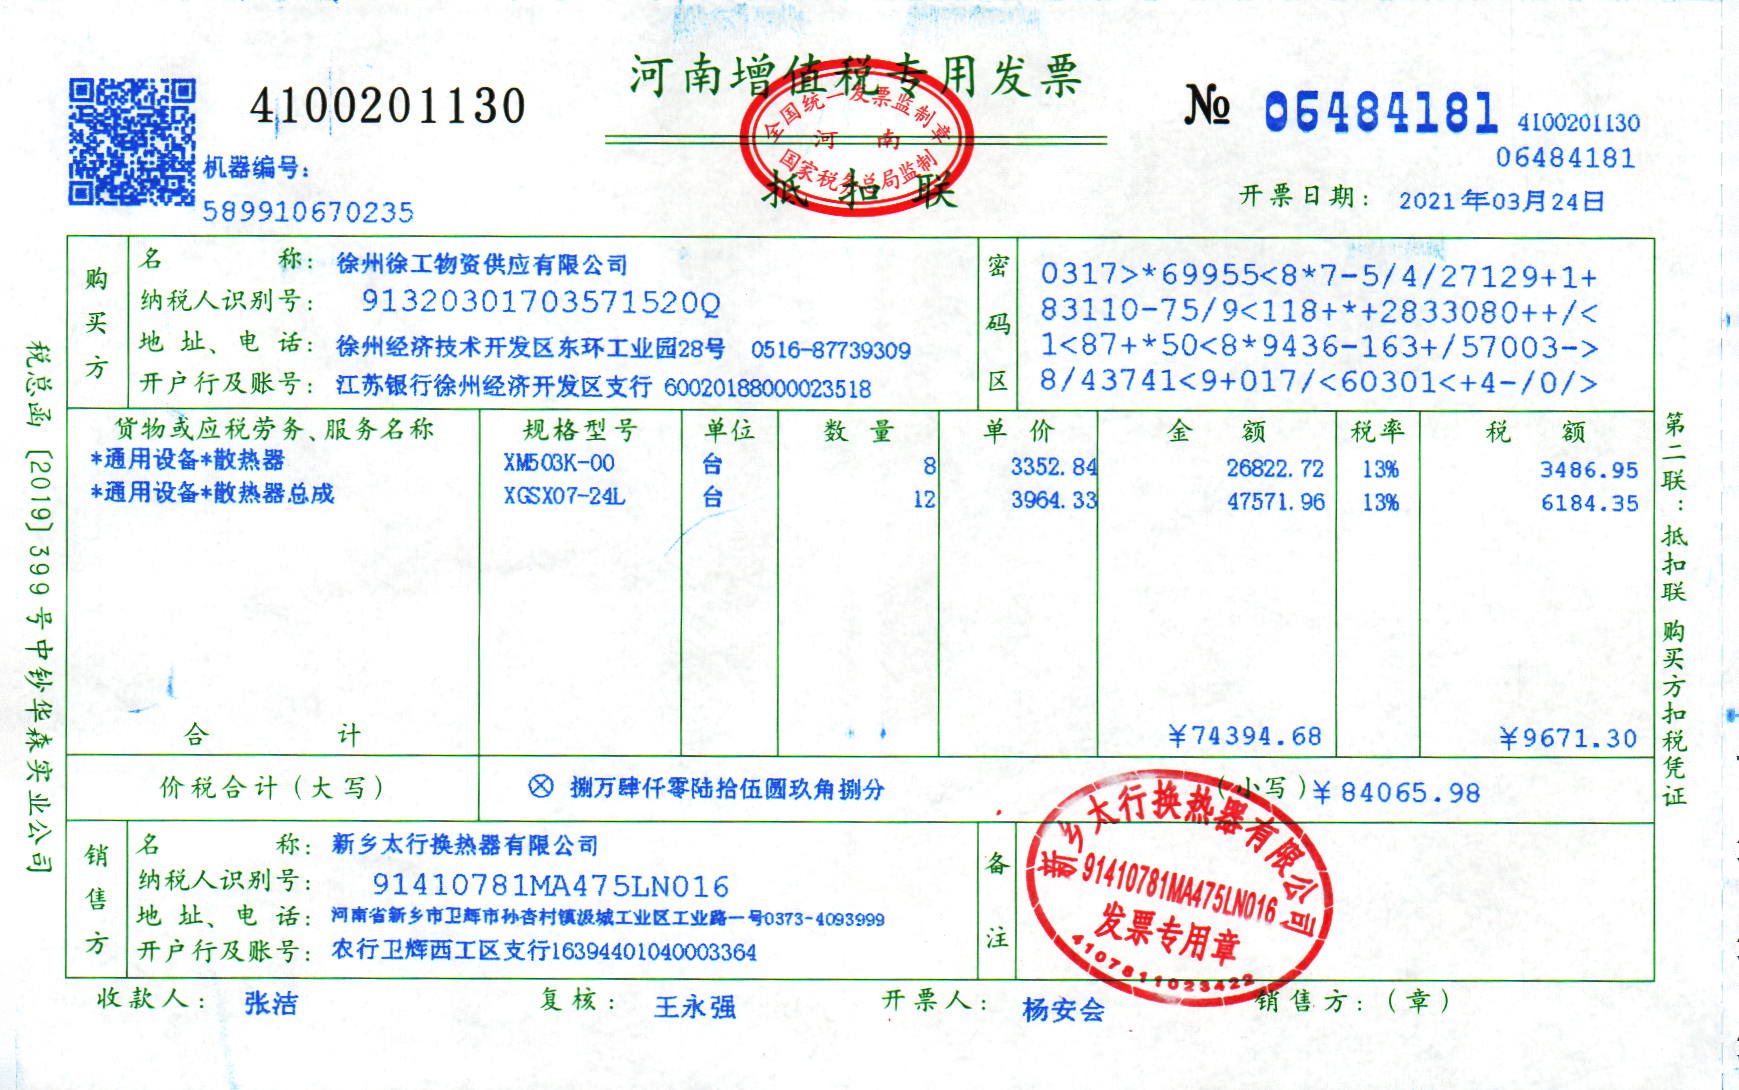 河南增值税专用发票
4100201130
№ 06484181
4100201130
06484181
全国统一发票监制章
河 南
国家税务总局监制
抵 扣 联
机器编号:
589910670235
开票日期: 2021年03月24日
购买方
名 称: 徐州徐工物资供应有限公司
纳税人识别号: 91320301703571520Q
地 址、电 话: 徐州经济技术开发区东环工业园28号 0516-87739309
开户行及账号: 江苏银行徐州经济开发区支行 60020188000023518
密码区
0317>*69955<8*7-5/4/27129+1+
83110-75/9<118+*+2833080++/<
1<87+*50<8*9436-163+/57003->
8/43741<9+017/<60301<+4-/0/>
货物或应税劳务、服务名称 规格型号 单位 数 量 单 价 金 额 税率 税 额
*通用设备*散热器 XM503K-00 台 8 3352.84 26822.72 13% 3486.95
*通用设备*散热器总成 XGSX07-24L 台 12 3964.33 47571.96 13% 6184.35
合 计 ¥74394.68 ¥9671.30
价税合计(大写) ⊗ 捌万肆仟零陆拾伍圆玖角捌分 (小写)¥84065.98
销售方
名 称: 新乡太行换热器有限公司
纳税人识别号: 91410781MA475LN016
地 址、电 话: 河南省新乡市卫辉市孙杏村镇汲城工业区工业路一号0373-4093999
开户行及账号: 农行卫辉西工区支行16394401040003364
备注
新乡太行换热器有限公司
91410781MA475LN016
发票专用章
4107811023422
收款人: 张洁 复核: 王永强 开票人: 杨安会 销售方:(章)
税总函[2019]399号中钞华森实业公司
第二联:抵扣联 购买方扣税凭证